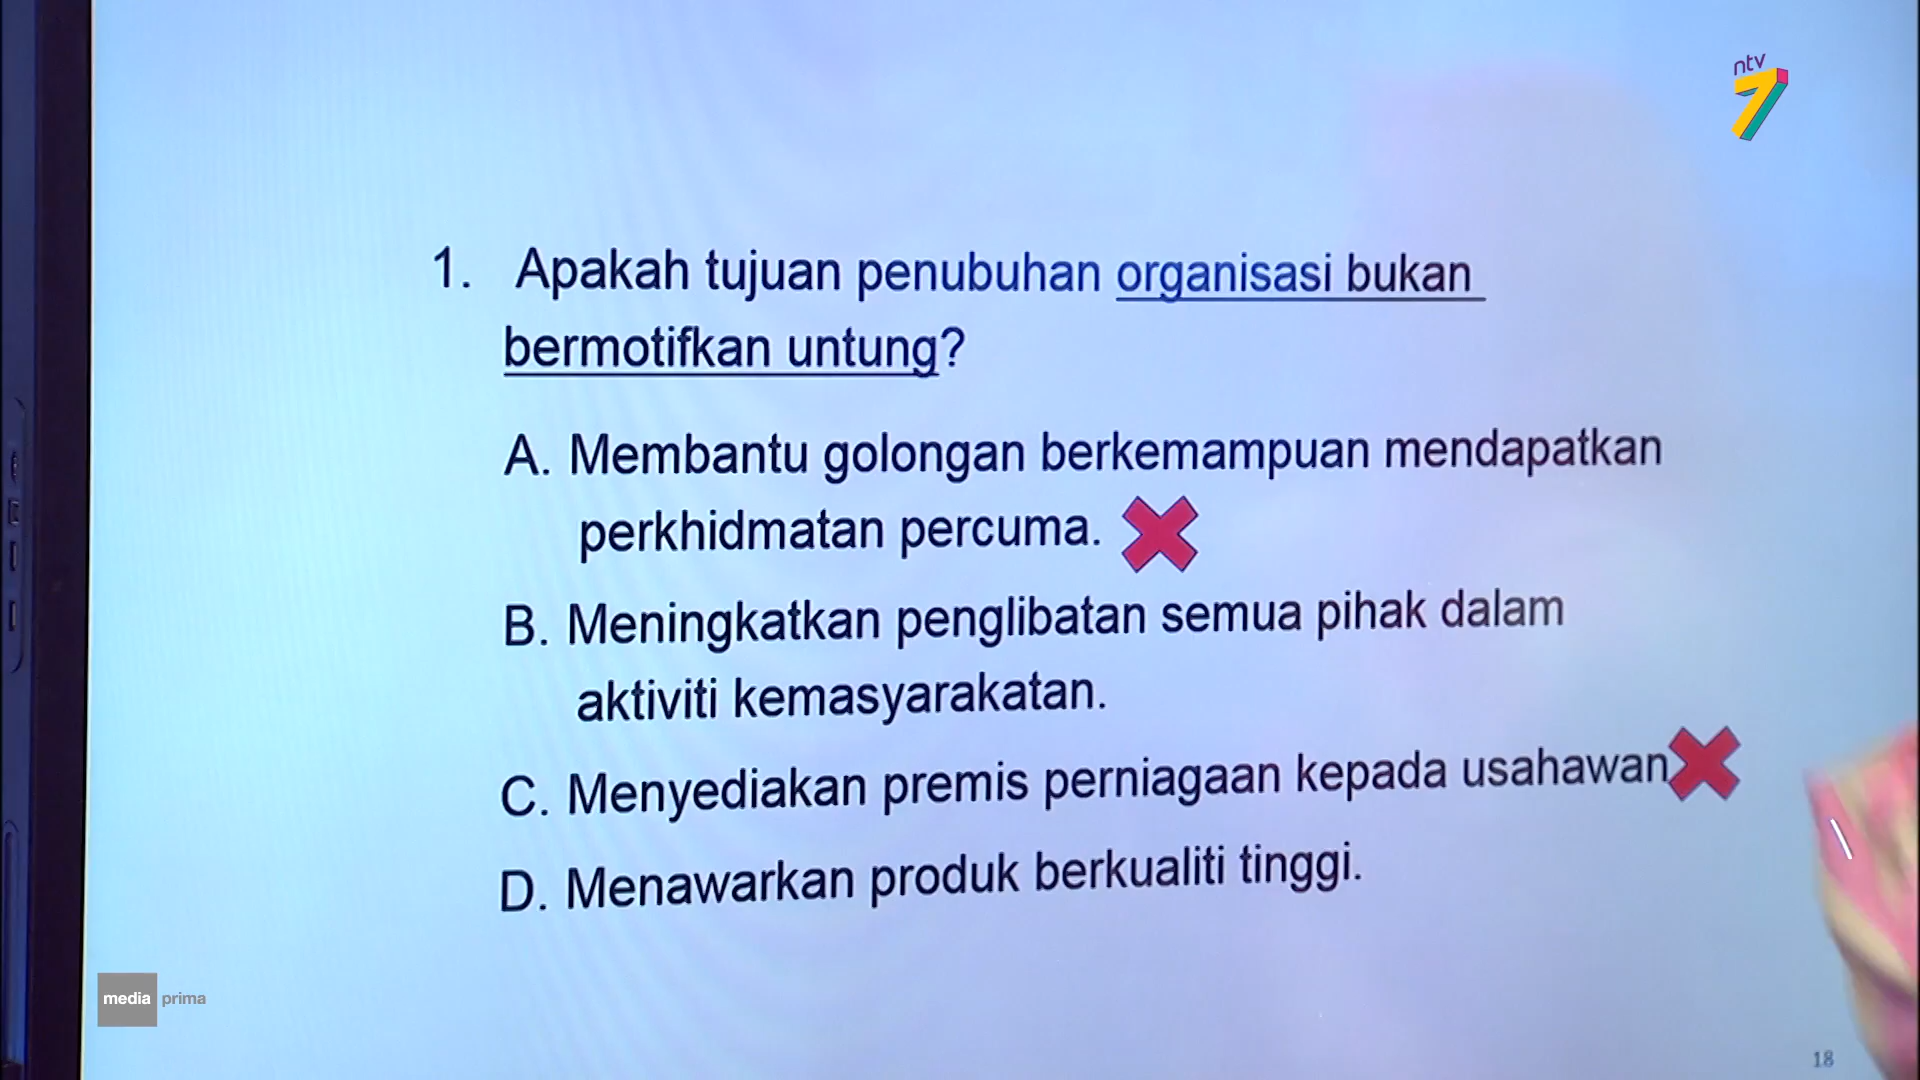 ntv
7
1. Apakah tujuan penubuhan organisasi bukan
bermotifkan untung?
A. Membantu golongan berkemampuan mendapatkan
perkhidmatan percuma.
B. Meningkatkan penglibatan semua pihak dalam
aktiviti kemasyarakatan.
C. Menyediakan premis perniagaan kepada usahawan
D. Menawarkan produk berkualiti tinggi.
media prima
18